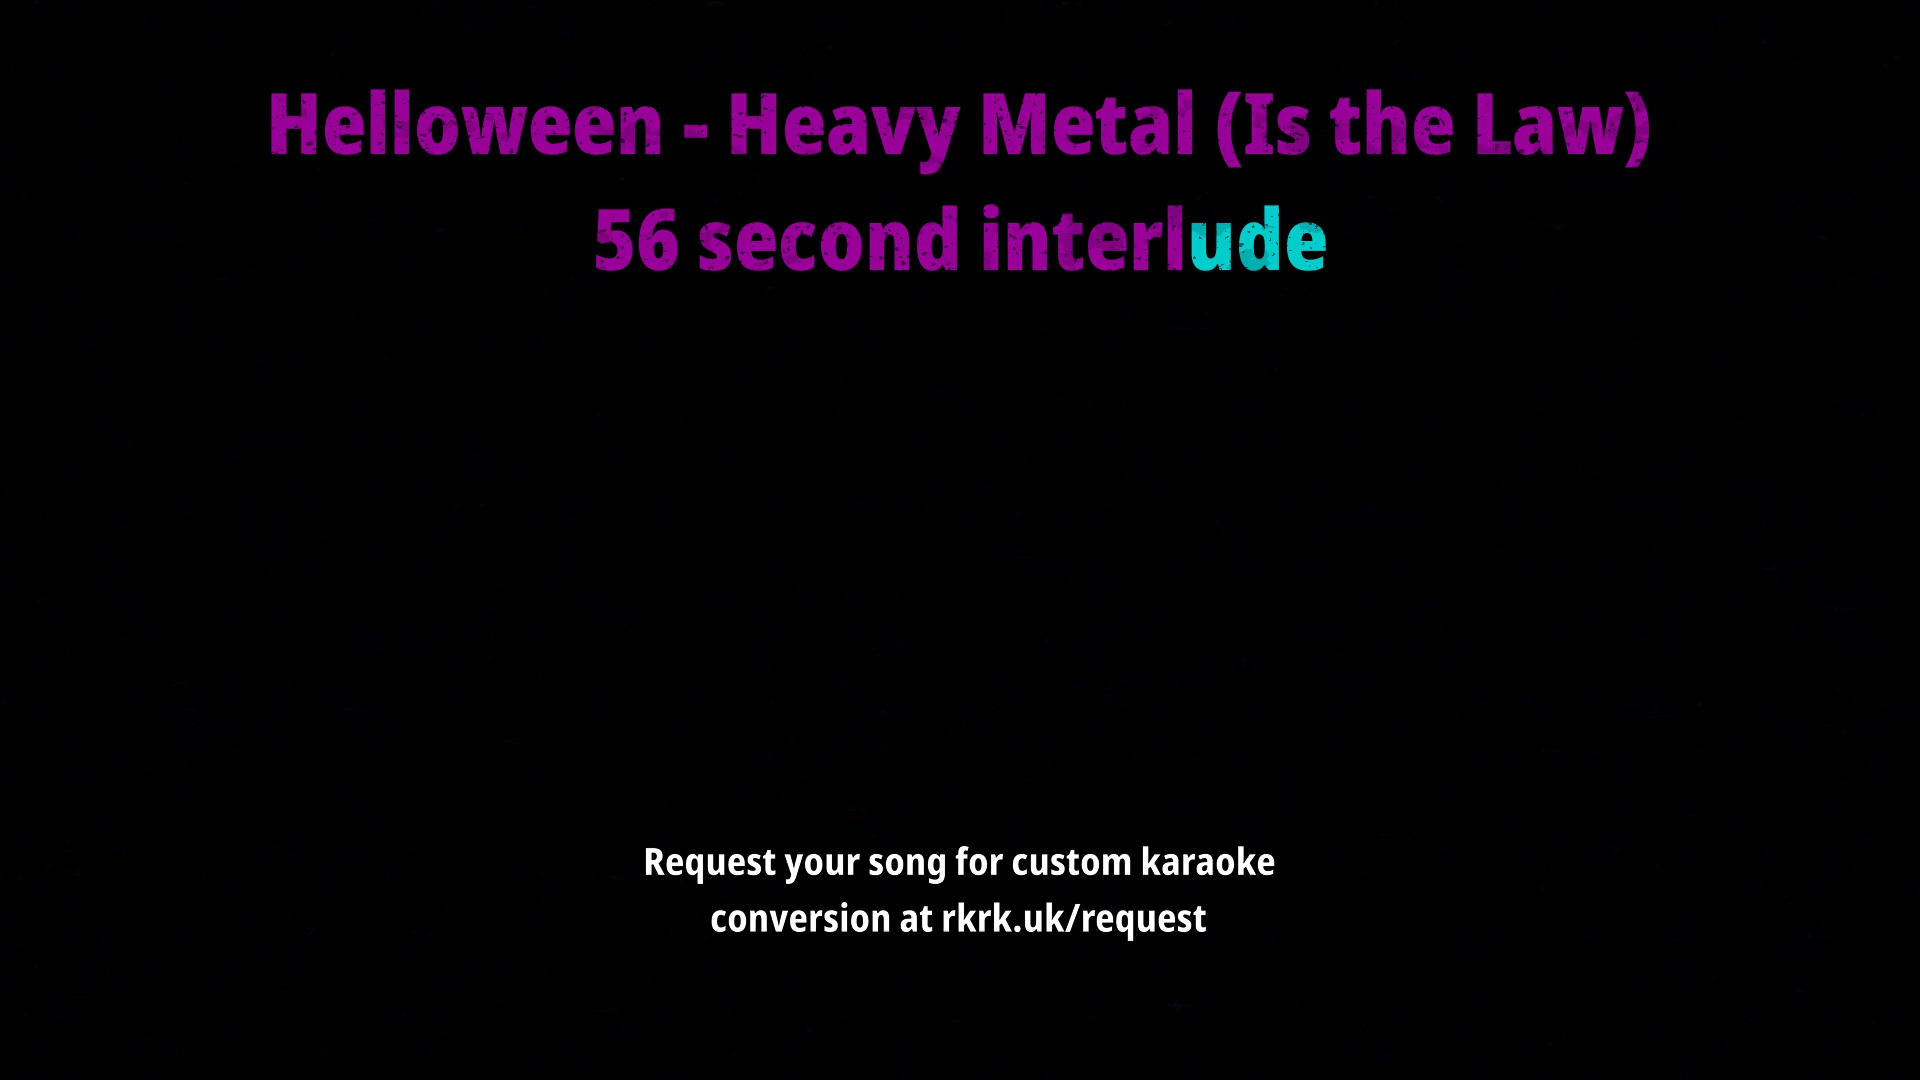 Helloween - Heavy Metal (Is the Law)
56 second interlude
Request your song for custom karaoke
conversion at rkrk.uk/request